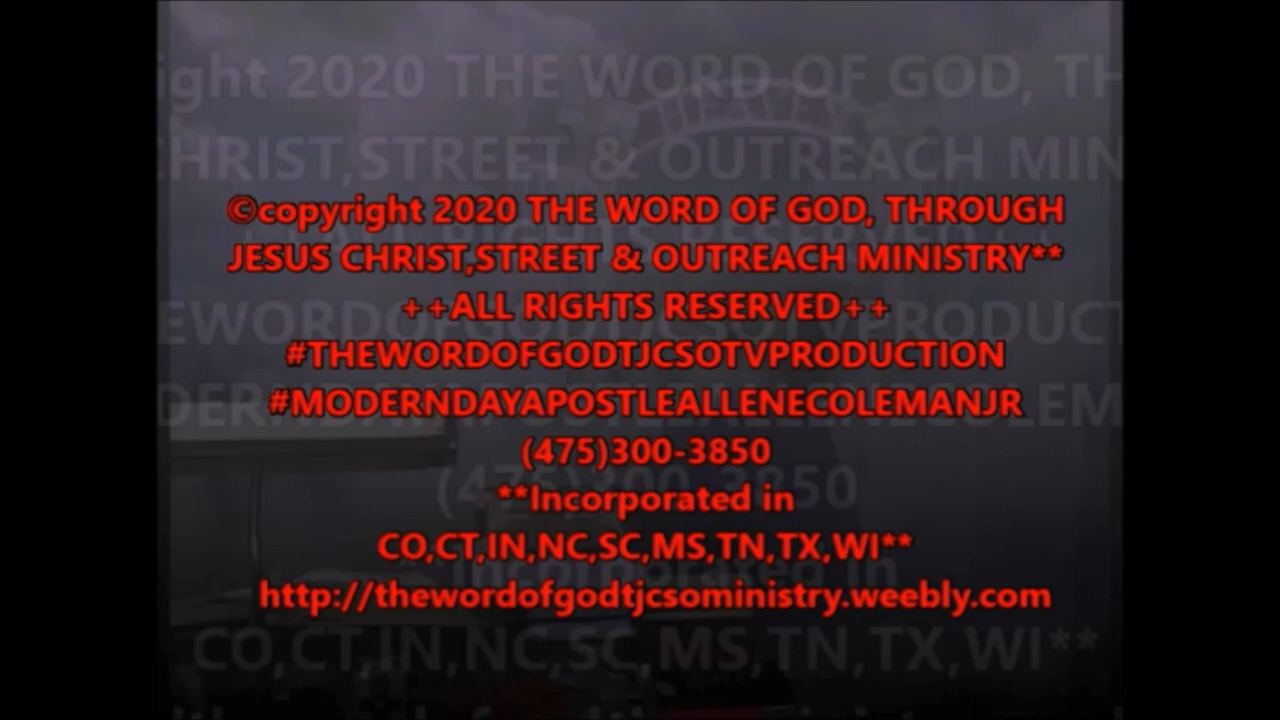 ©copyright 2020 THE WORD OF GOD, THROUGH
JESUS CHRIST,STREET & OUTREACH MINISTRY**
++ALL RIGHTS RESERVED++
#THEWORDOFGODTJCSOTVPRODUCTION
#MODERNDAYAPOSTLEALLENECOLEMANJR
(475)300-3850
**Incorporated in
CO,CT,IN,NC,SC,MS,TN,TX,WI**
http://thewordofgodtjcsoministry.weebly.com